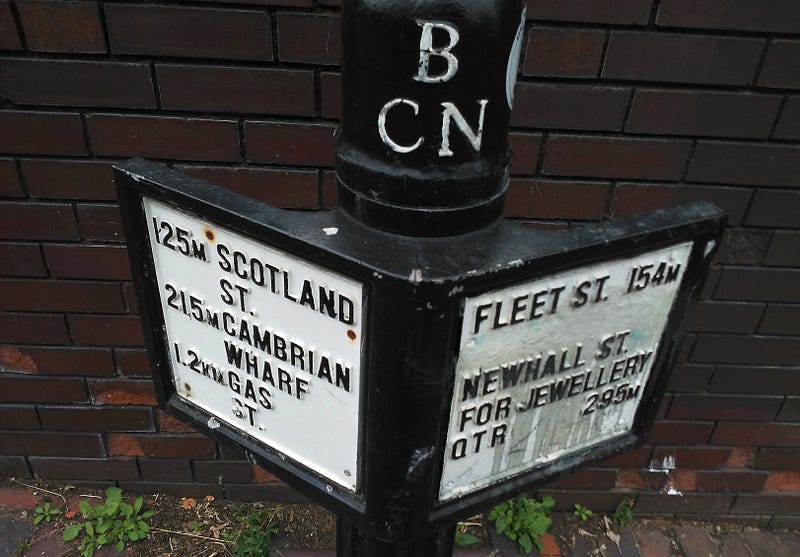 B
CN
125M SCOTLAND
ST.
215M CAMBRIAN
WHARF
1.2KM GAS
ST.
FLEET ST. 154M
NEWHALL ST.
FOR JEWELLERY
QTR 295M